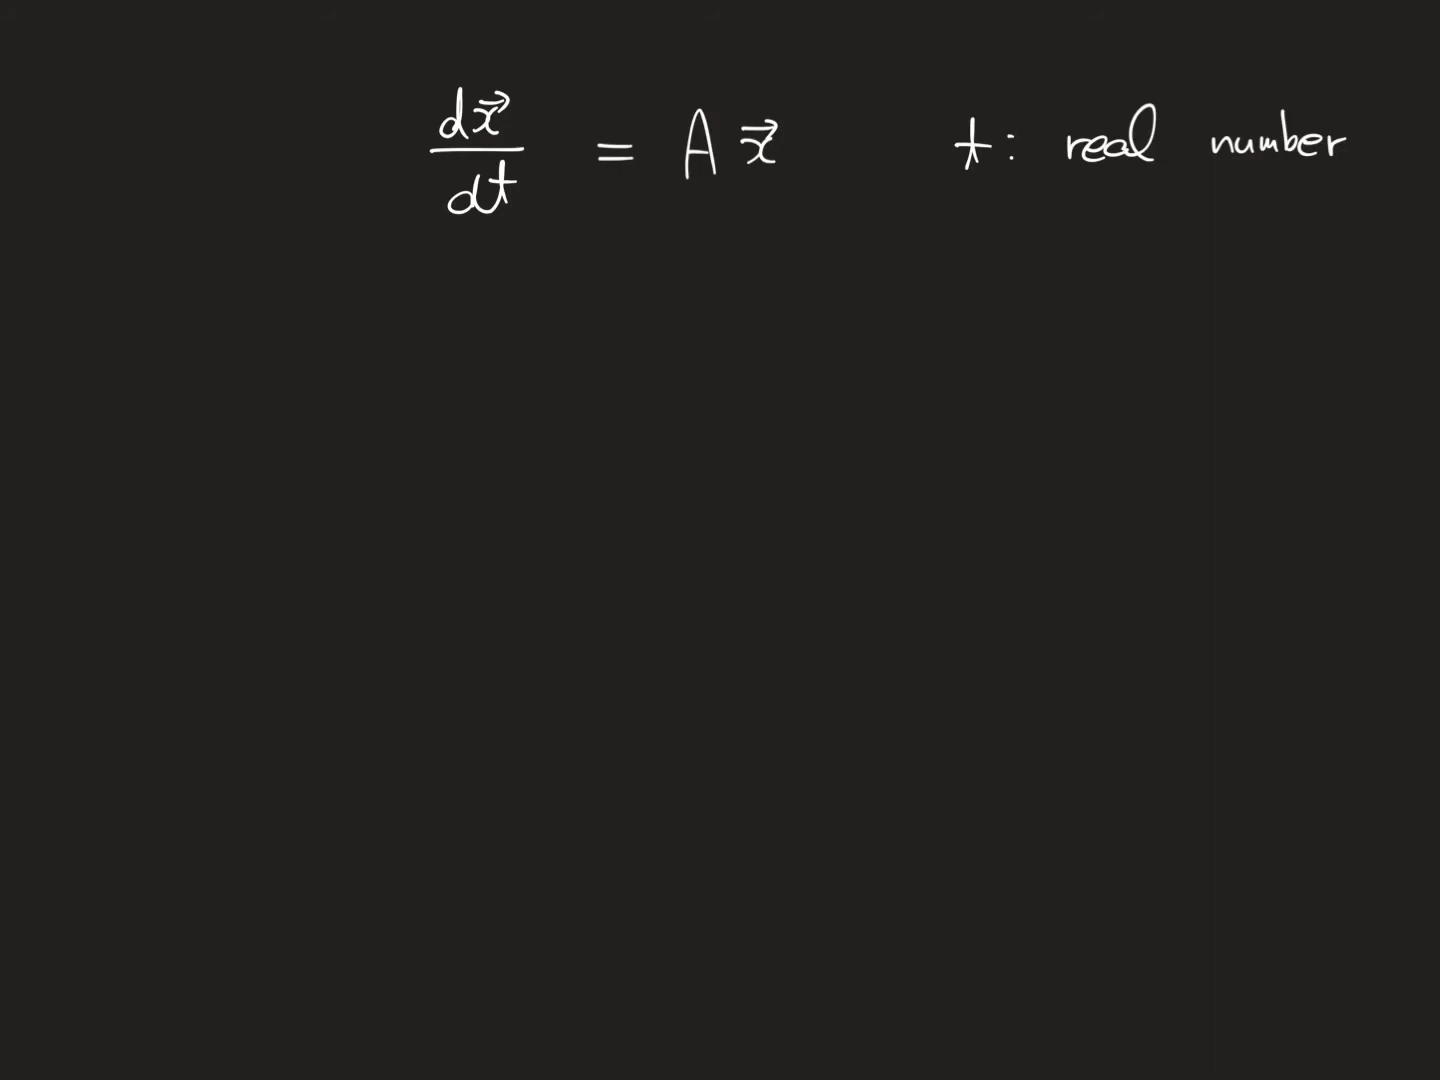 dx⃗/dt = A x⃗ t: real number